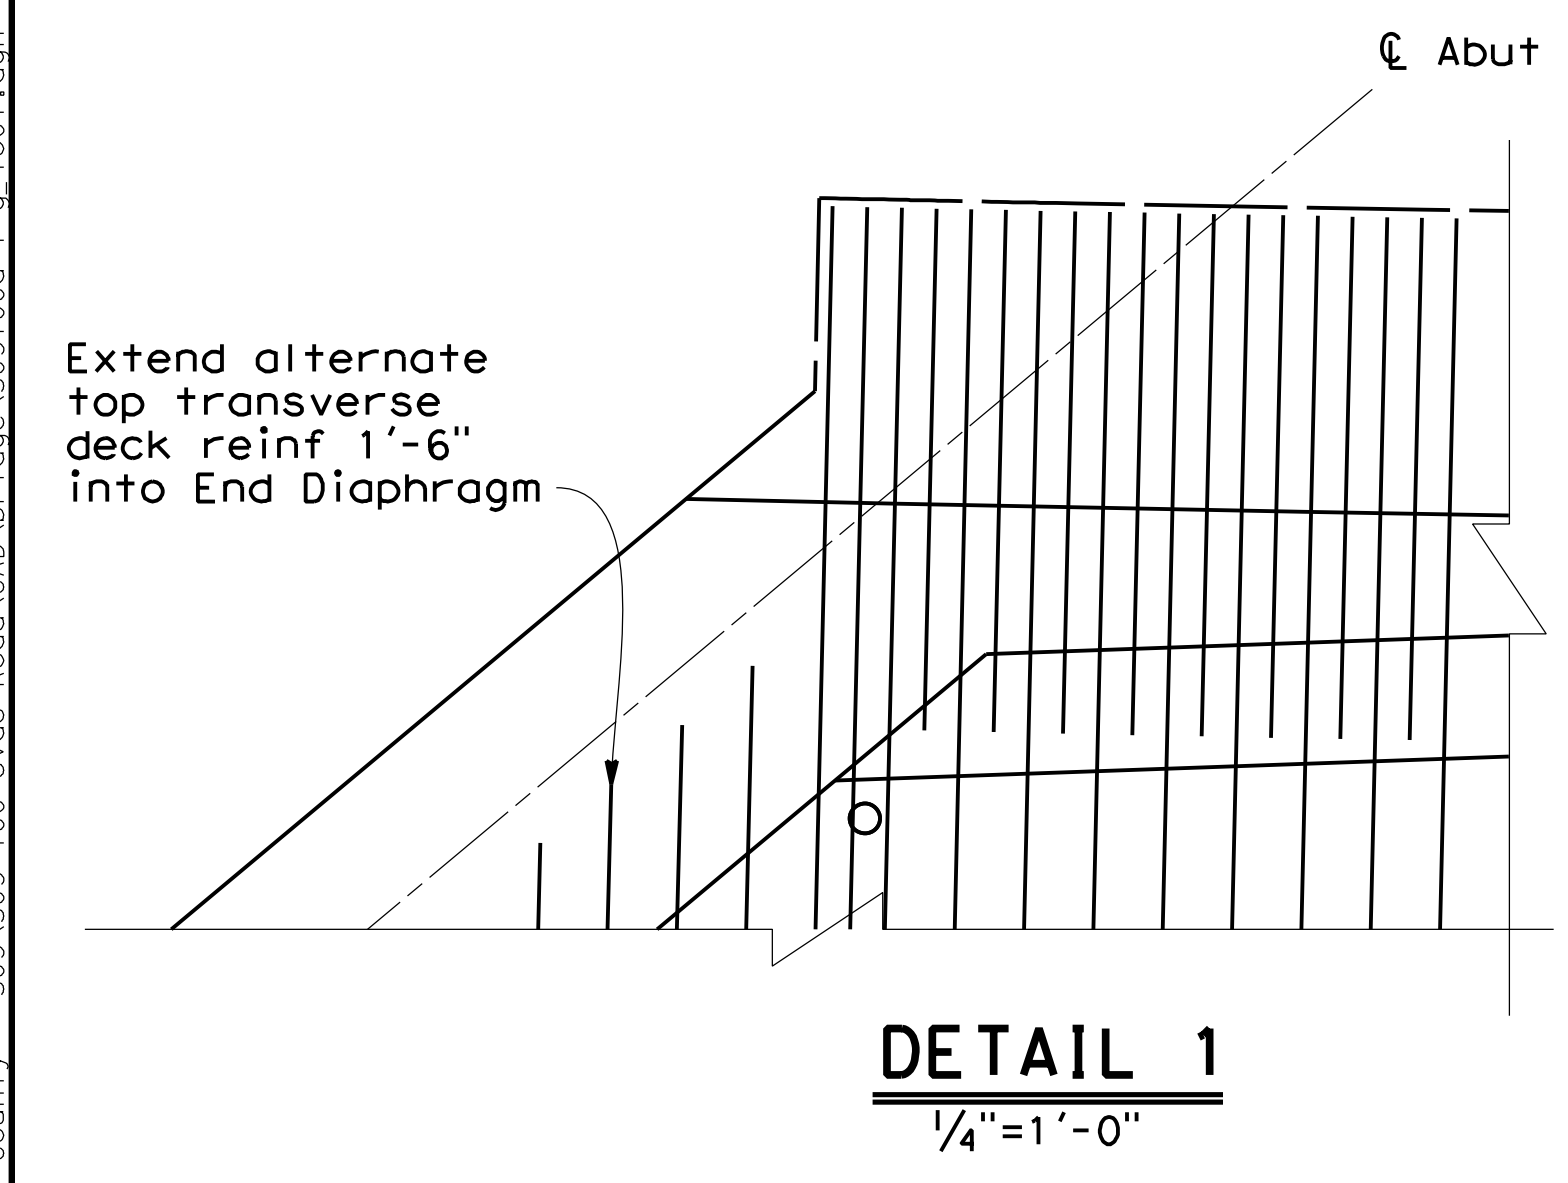 ℄ Abut
Extend alternate
top transverse
deck reinf 1'-6"
into End Diaphragm
DETAIL 1
1/4"=1'-0"